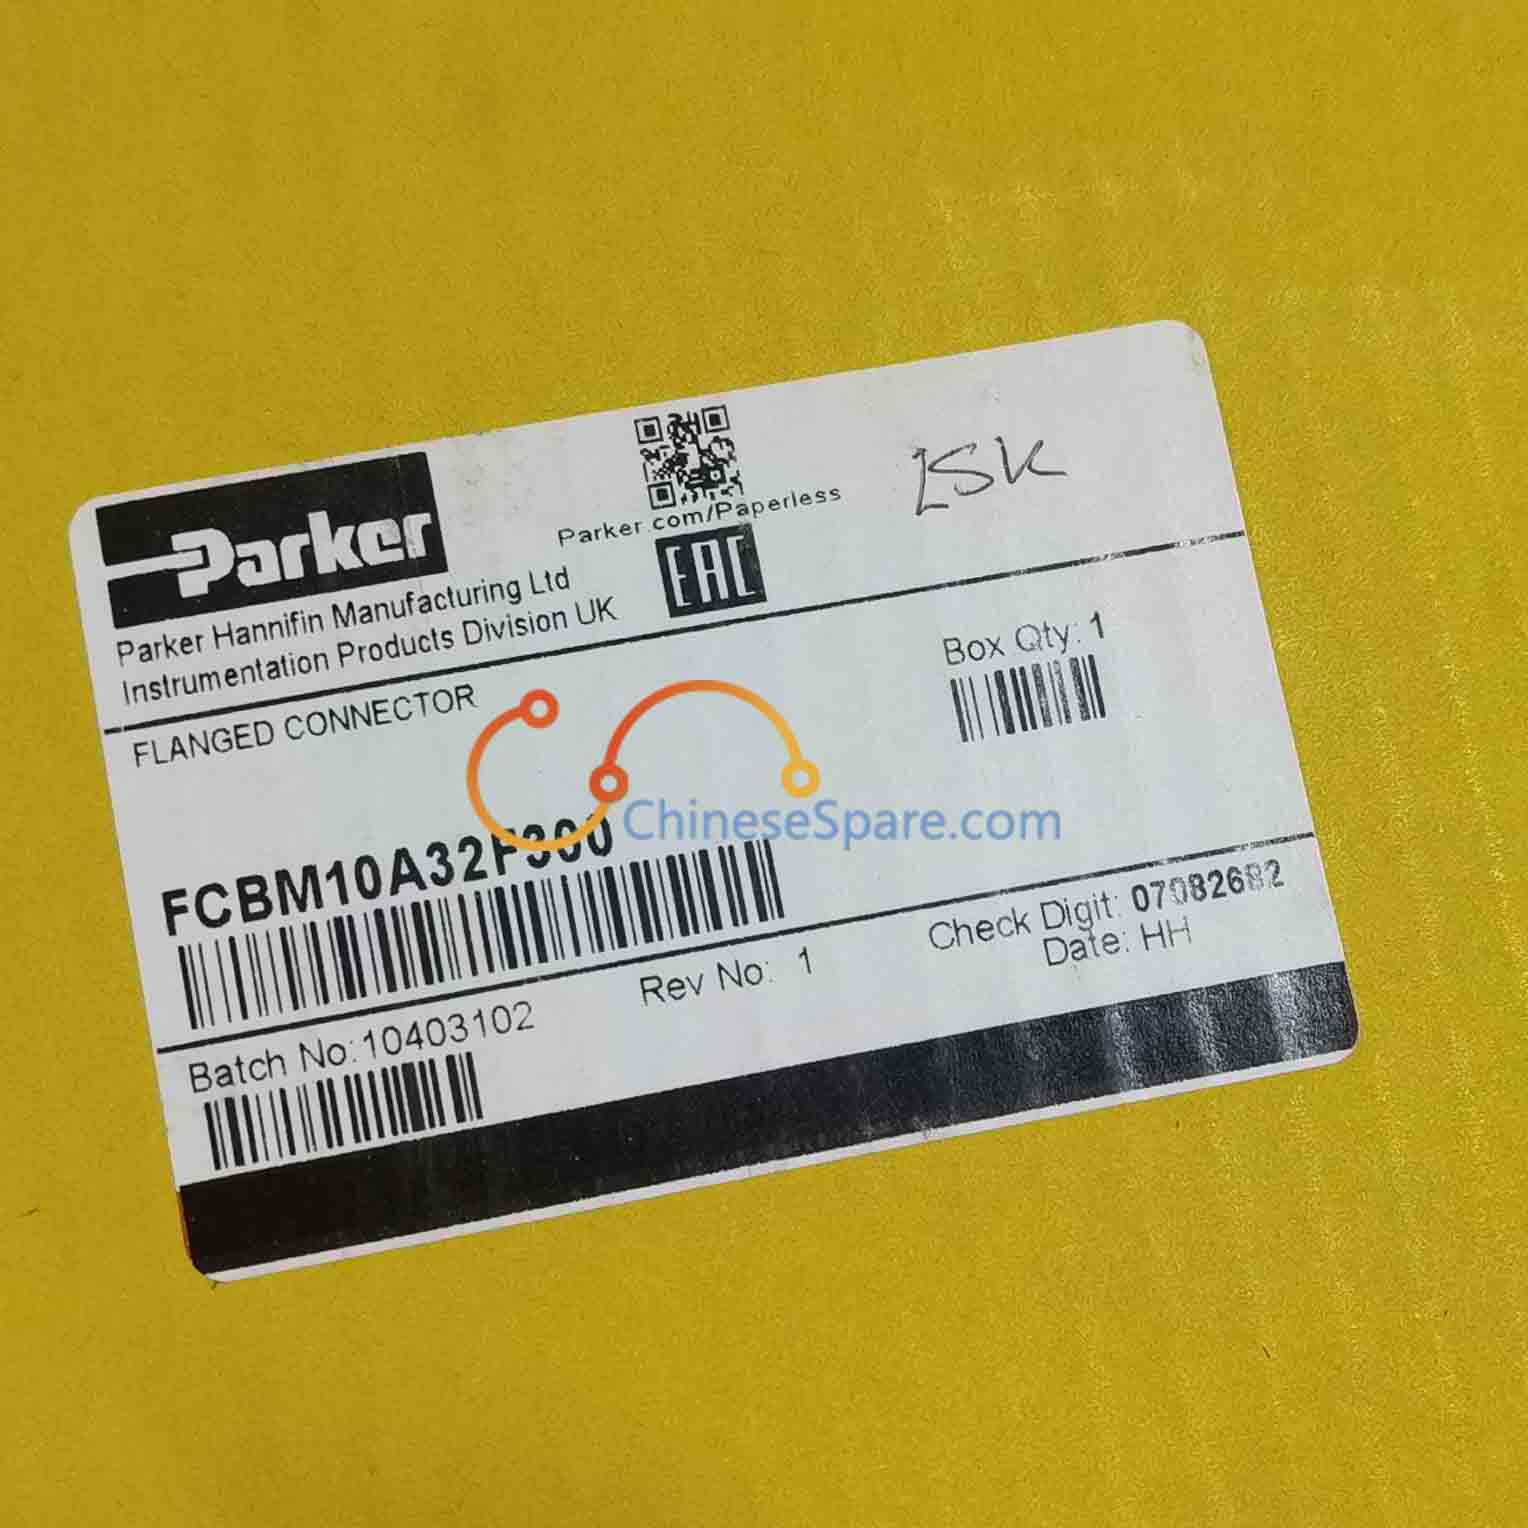 Parker
Parker.com/Paperless
EAC
Parker Hannifin Manufacturing Ltd
Instrumentation Products Division UK
FLANGED CONNECTOR
Box Qty: 1
ChineseSpare.com
FCBM10A32F300
Batch No:10403102
Rev No: 1
Check Digit: 07082682
Date: HH